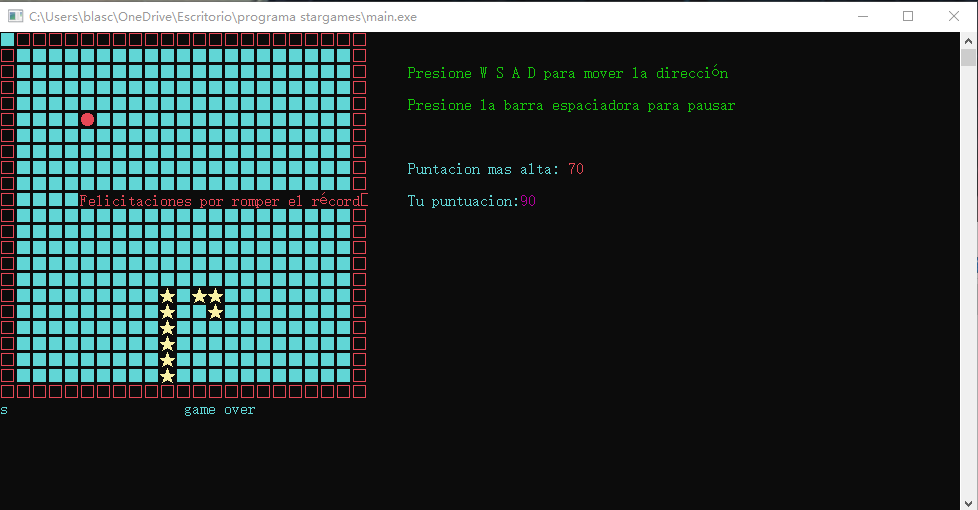 C:\Users\blasc\OneDrive\Escritorio\programa stargames\main.exe
Presione W S A D para mover la dirección
Presione la barra espaciadora para pausar
Puntacion mas alta: 70
Felicitaciones por romper el récord
Tu puntuacion:90
s
game over